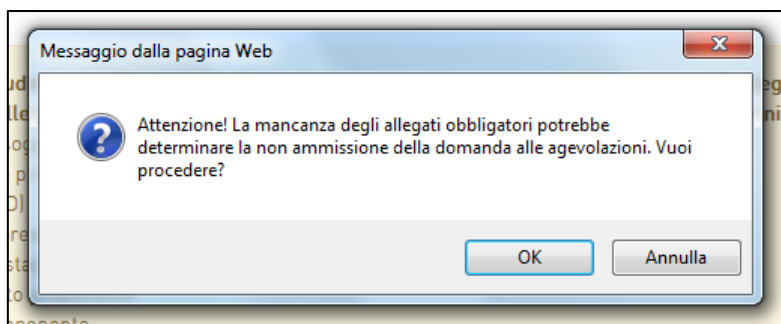 Messaggio dalla pagina Web
Attenzione! La mancanza degli allegati obbligatori potrebbe
determinare la non ammissione della domanda alle agevolazioni. Vuoi
procedere?
OK
Annulla